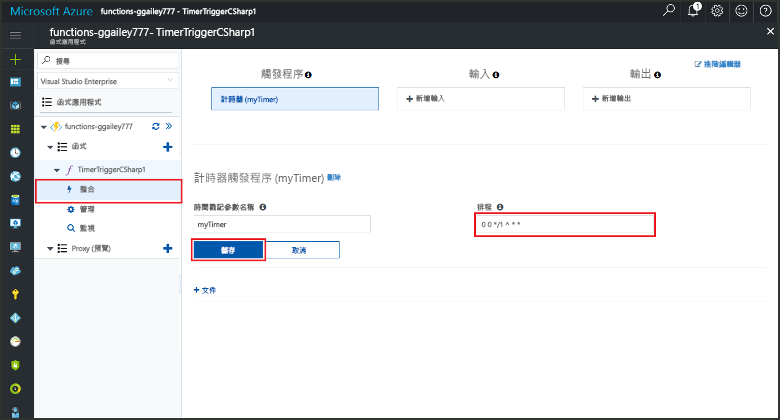 Microsoft Azure functions-ggailey777- TimerTriggerCSharp1
1
functions-ggailey777- TimerTriggerCSharp1
函式應用程式
搜尋
Visual Studio Enterprise
函式應用程式
functions-ggailey777
函式
TimerTriggerCSharp1
整合
管理
監視
Proxy (預覽)
進階編輯器
觸發程序
輸入
輸出
計時器 (myTimer)
新增輸入
新增輸出
計時器觸發程序 (myTimer) 刪除
時間戳記參數名稱
排程
myTimer
0 0 */1 ^ * *
儲存
取消
文件